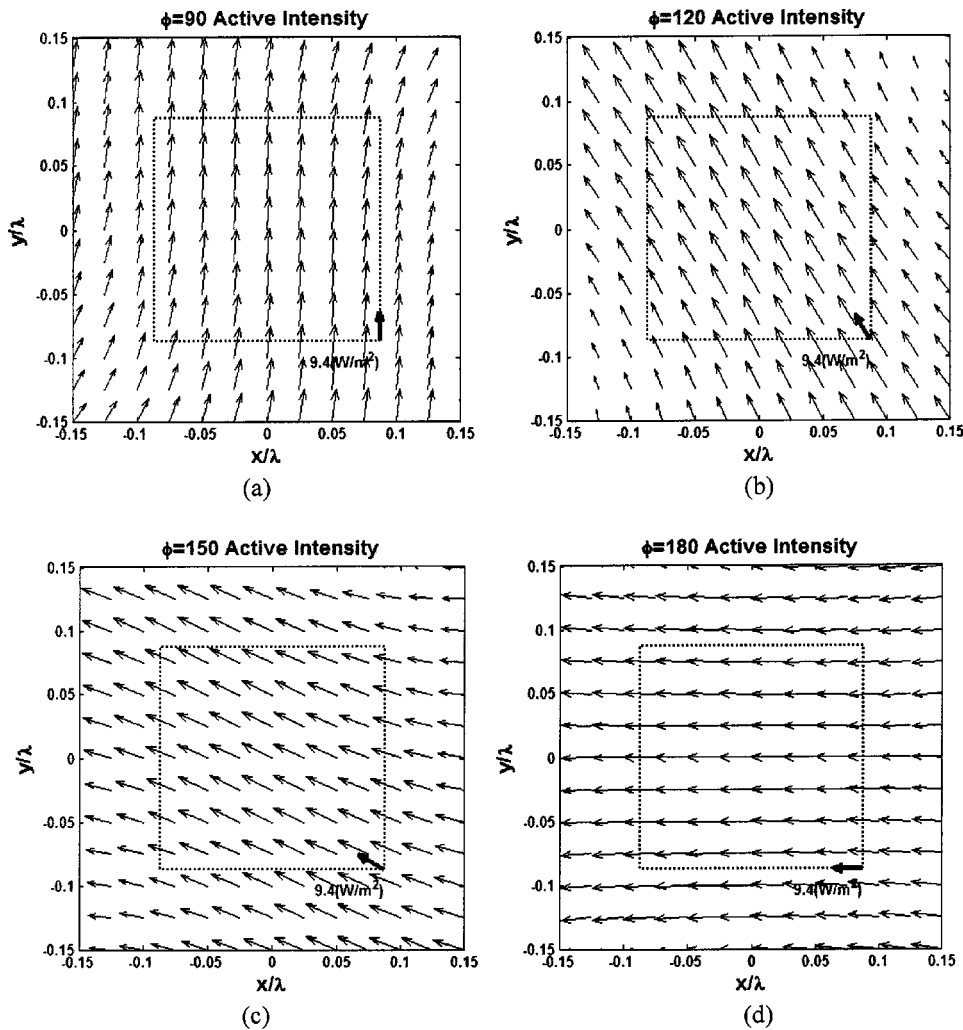 ϕ=90 Active Intensity
0.15
0.1
0.05
0
-0.05
-0.1
-0.15
y/λ
9.4(W/m²)
-0.15 -0.1 -0.05 0 0.05 0.1 0.15
x/λ
(a)
ϕ=120 Active Intensity
0.15
0.1
0.05
0
-0.05
-0.1
-0.15
y/λ
9.4(W/m²)
-0.15 -0.1 -0.05 0 0.05 0.1 0.15
x/λ
(b)
ϕ=150 Active Intensity
0.15
0.1
0.05
0
-0.05
-0.1
-0.15
y/λ
9.4(W/m²)
-0.15 -0.1 -0.05 0 0.05 0.1 0.15
x/λ
(c)
ϕ=180 Active Intensity
0.15
0.1
0.05
0
-0.05
-0.1
-0.15
y/λ
9.4(W/m²)
-0.15 -0.1 -0.05 0 0.05 0.1 0.15
x/λ
(d)